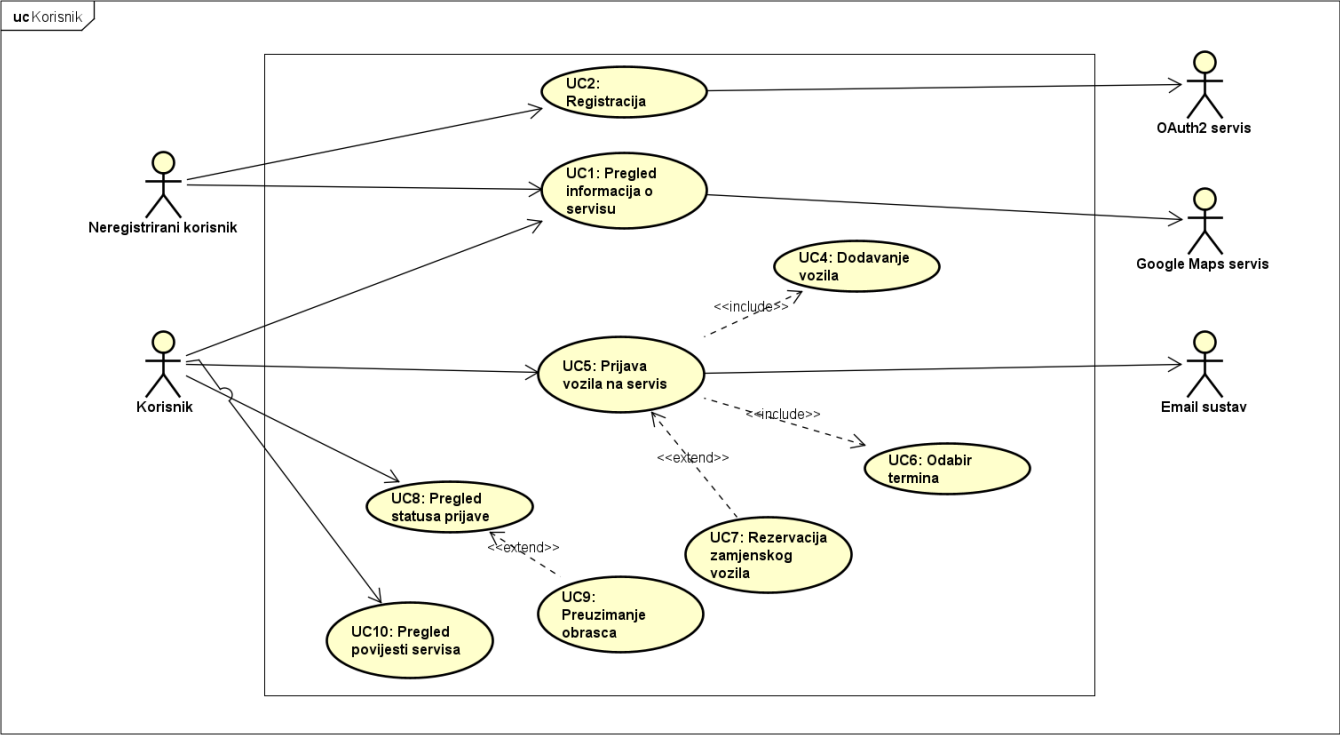 uc Korisnik
UC2:
Registracija
OAuth2 servis
UC1: Pregled
informacija o
servisu
Neregistrirani korisnik
Google Maps servis
UC4: Dodavanje
vozila
<<include>>
UC5: Prijava
vozila na servis
Korisnik
Email sustav
<<include>>
<<extend>>
UC6: Odabir
termina
UC8: Pregled
statusa prijave
<<extend>>
UC7: Rezervacija
zamjenskog
vozila
UC9:
Preuzimanje
obrasca
UC10: Pregled
povijesti servisa